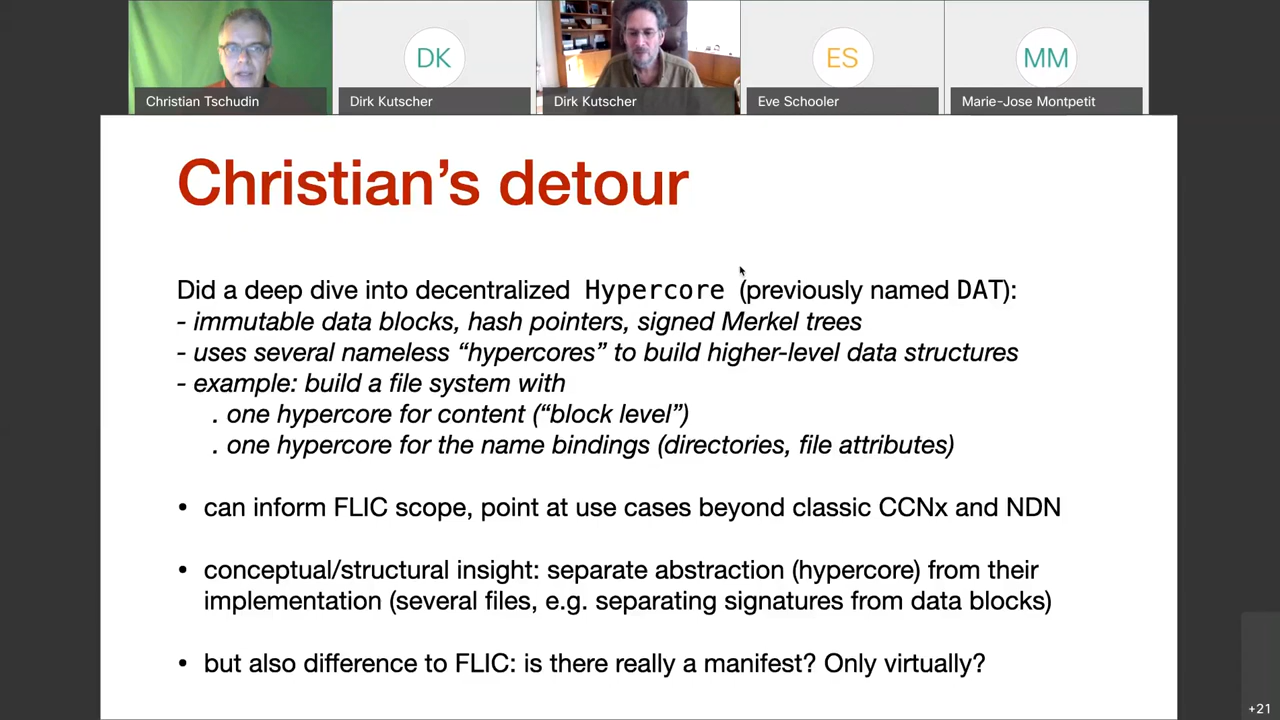 DK
ES
MM
Christian Tschudin
Dirk Kutscher
Dirk Kutscher
Eve Schooler
Marie-Jose Montpetit
Christian’s detour
Did a deep dive into decentralized Hypercore (previously named DAT):
- immutable data blocks, hash pointers, signed Merkel trees
- uses several nameless “hypercores” to build higher-level data structures
- example: build a file system with
. one hypercore for content (“block level”)
. one hypercore for the name bindings (directories, file attributes)
• can inform FLIC scope, point at use cases beyond classic CCNx and NDN
• conceptual/structural insight: separate abstraction (hypercore) from their
implementation (several files, e.g. separating signatures from data blocks)
• but also difference to FLIC: is there really a manifest? Only virtually?
+21